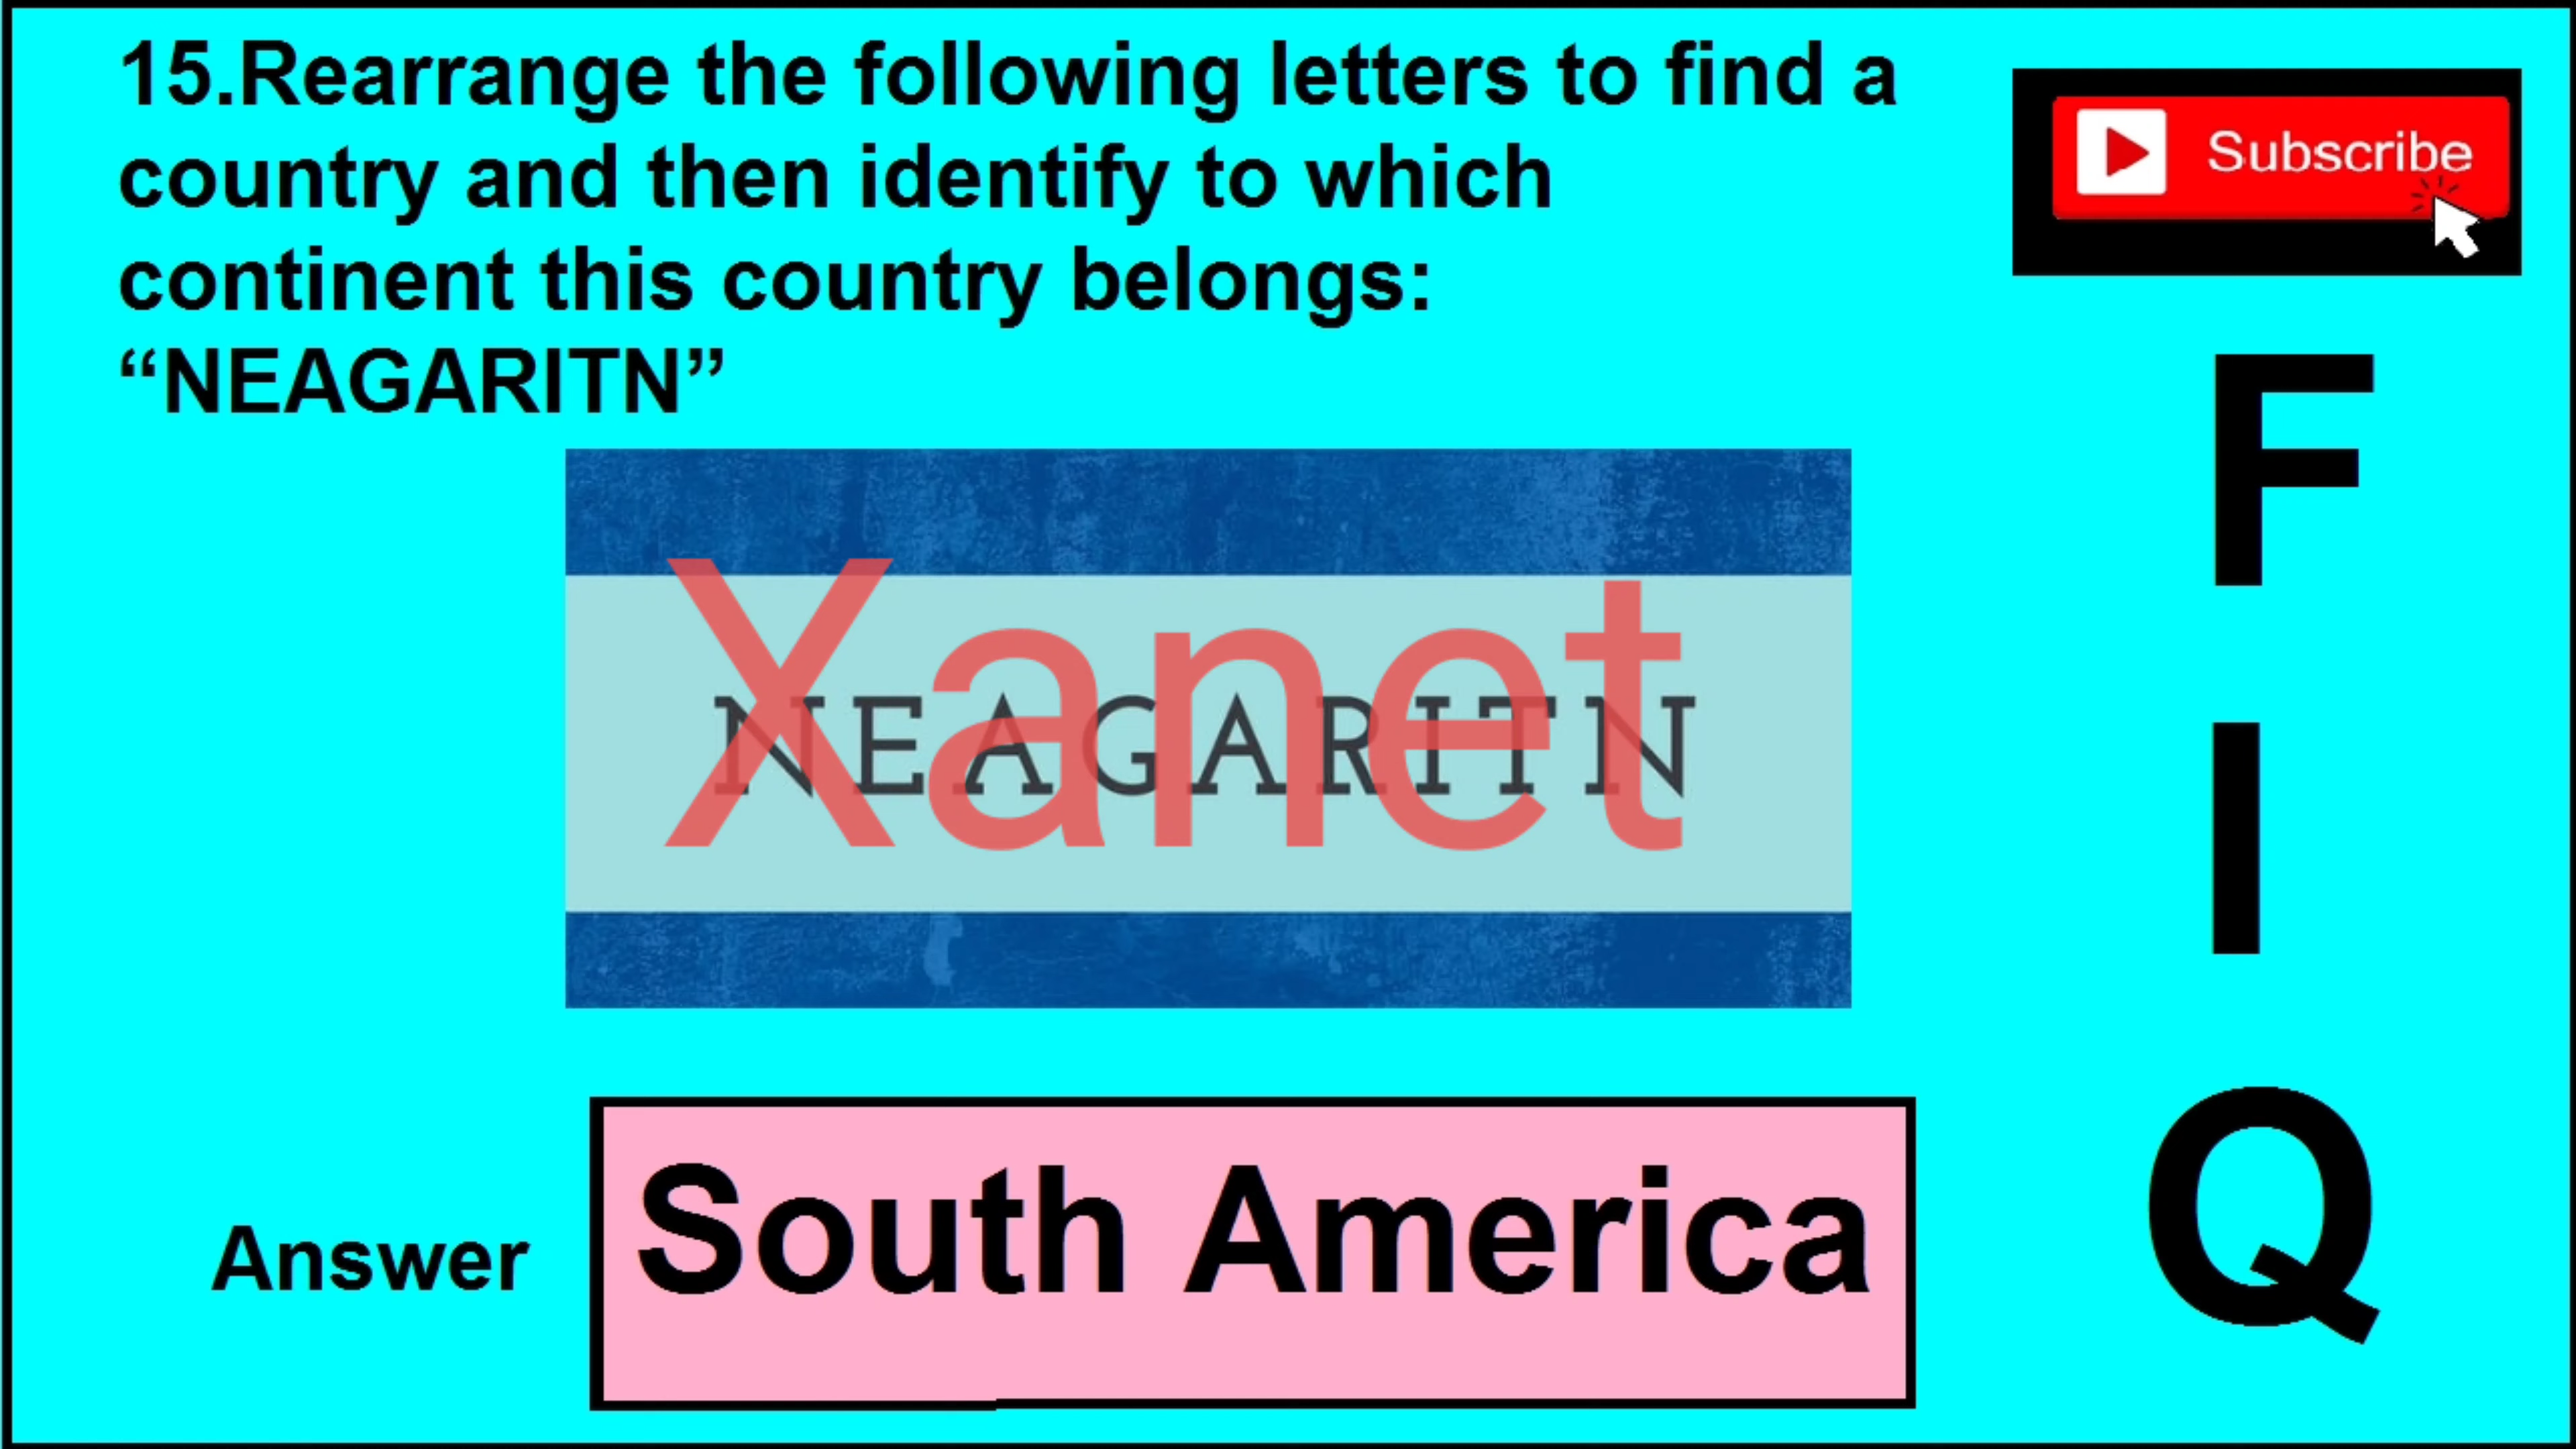 15.Rearrange the following letters to find a
country and then identify to which
continent this country belongs:
“NEAGARITN”
Subscribe
F
I
Q
NEAGARITN
Xanet
Answer
South America